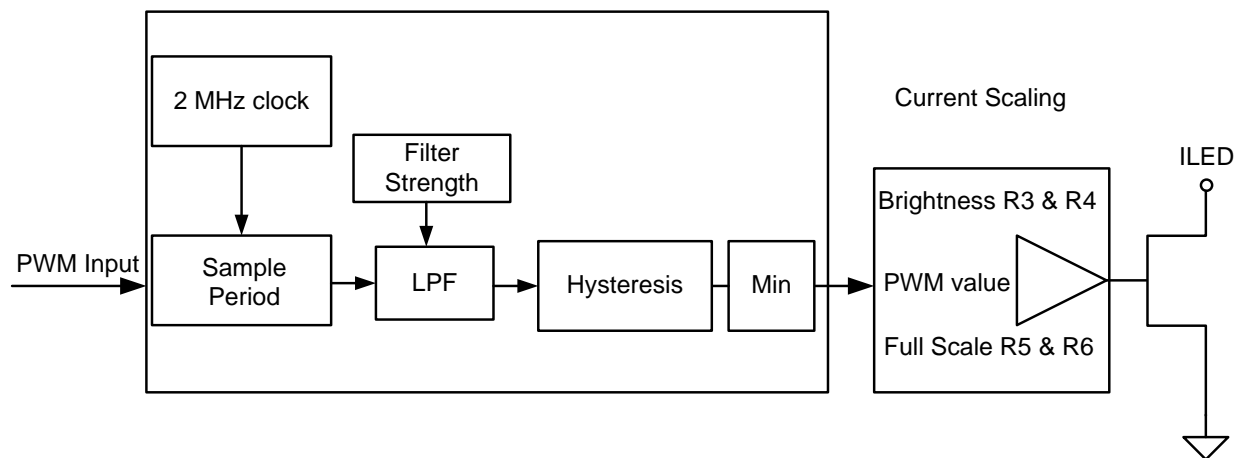 2 MHz clock
Current Scaling
Filter
Strength
ILED
Brightness R3 & R4
PWM Input
Sample
Period
LPF
Hysteresis
Min
PWM value
Full Scale R5 & R6